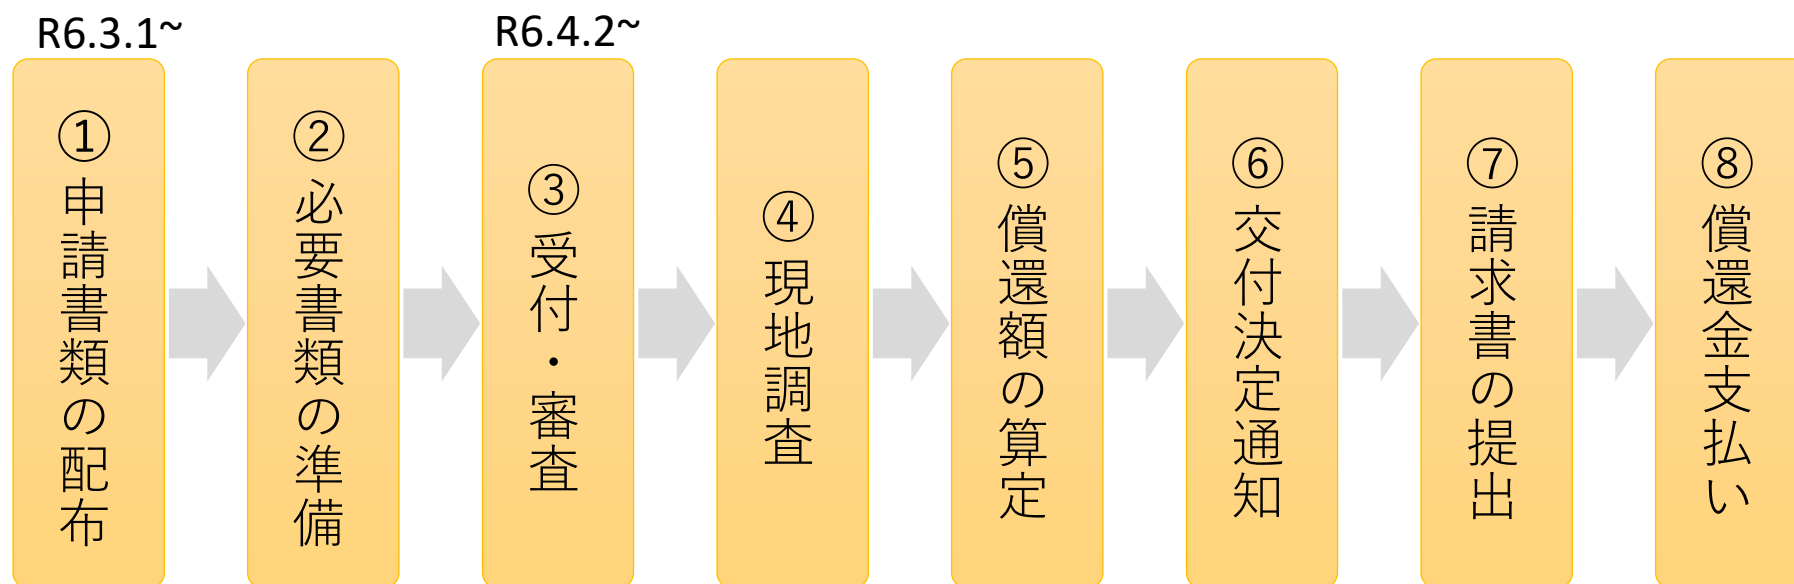 R6.3.1~
R6.4.2~
①申請書類の配布
②必要書類の準備
③受付・審査
④現地調査
⑤償還額の算定
⑥交付決定通知
⑦請求書の提出
⑧償還金支払い